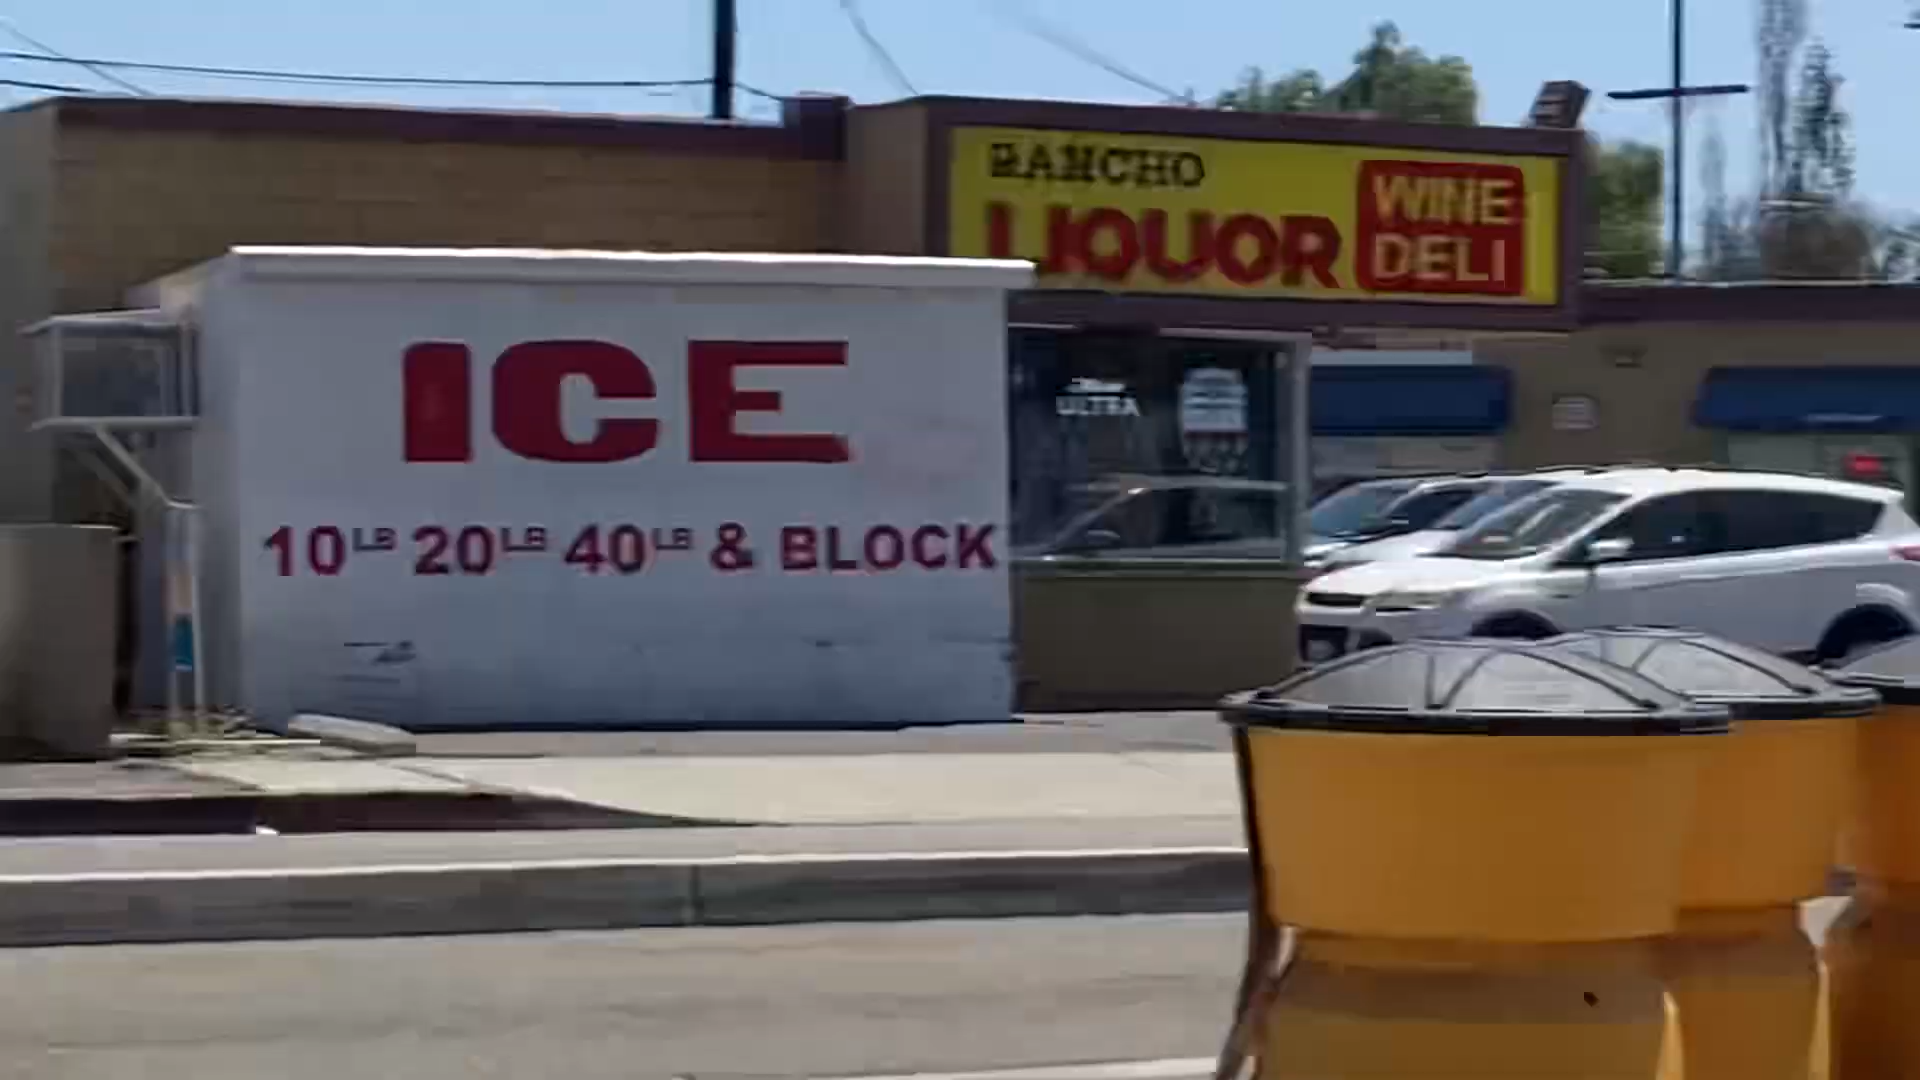 RANCHO
LIQUOR
WINE
DELI
ICE
10LB 20LB 40LB & BLOCK
ULTRA